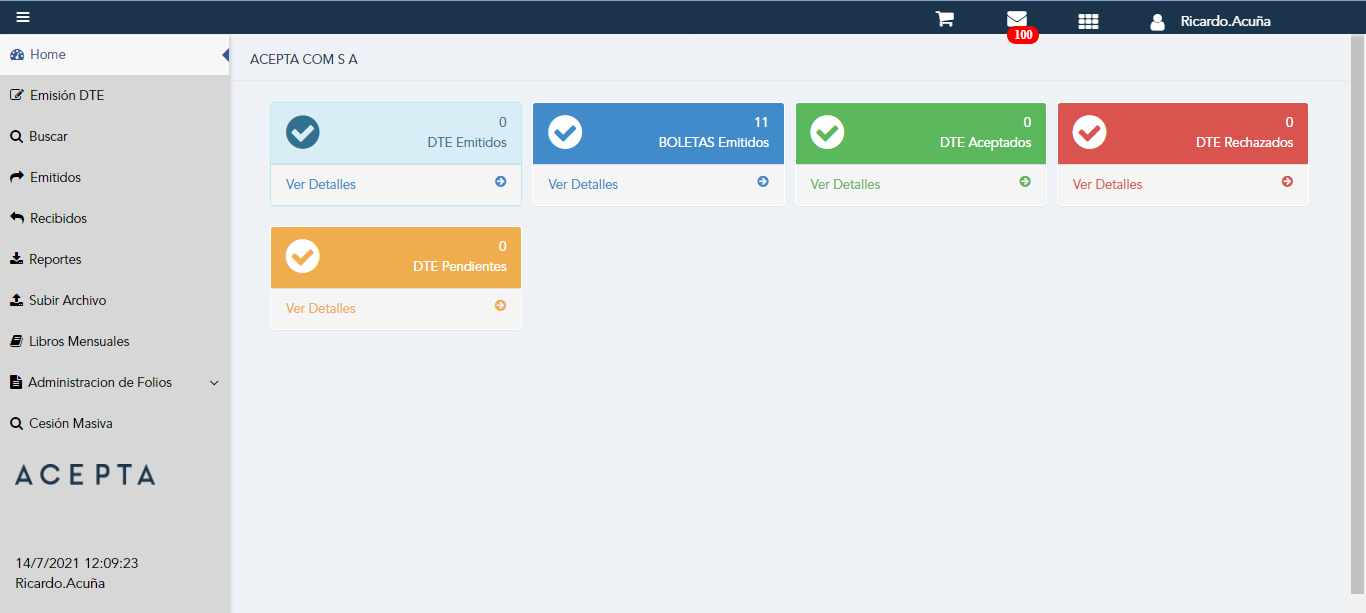 100
Ricardo.Acuña
Home
Emisión DTE
Buscar
Emitidos
Recibidos
Reportes
Subir Archivo
Libros Mensuales
Administracion de Folios
Cesión Masiva
ACEPTA
14/7/2021 12:09:23
Ricardo.Acuña
ACEPTA COM S A
0
DTE Emitidos
Ver Detalles
11
BOLETAS Emitidos
Ver Detalles
0
DTE Aceptados
Ver Detalles
0
DTE Rechazados
Ver Detalles
0
DTE Pendientes
Ver Detalles